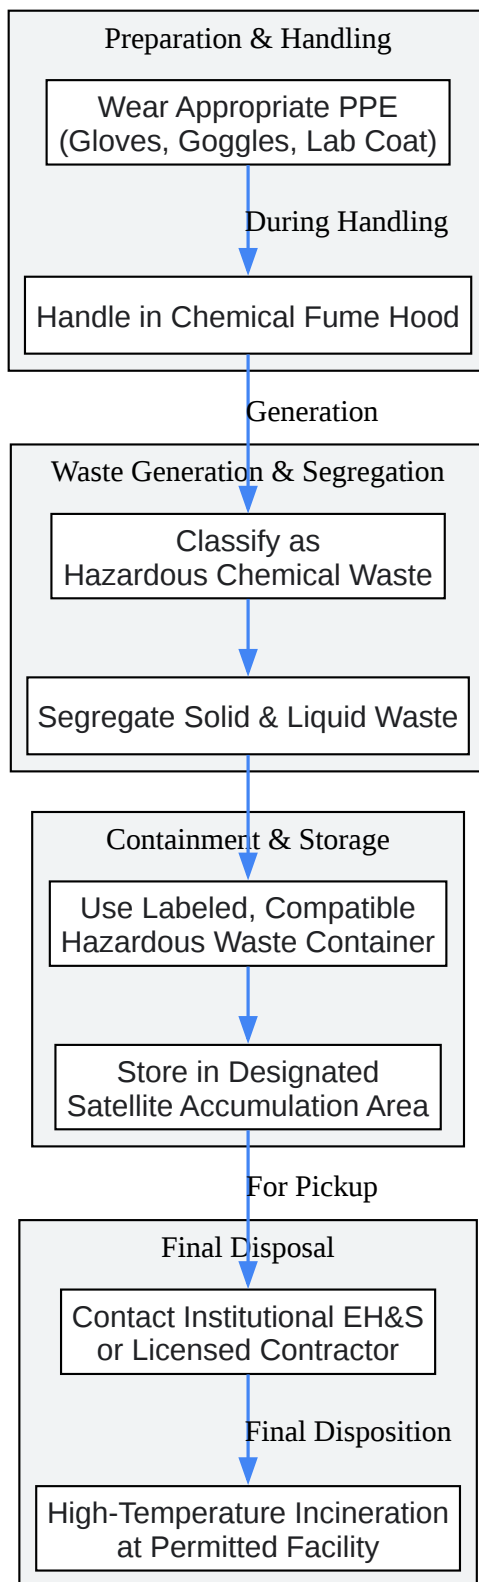 Preparation & Handling
Wear Appropriate PPE
(Gloves, Goggles, Lab Coat)
During Handling
Handle in Chemical Fume Hood
Generation
Waste Generation & Segregation
Classify as
Hazardous Chemical Waste
Segregate Solid & Liquid Waste
Containment & Storage
Use Labeled, Compatible
Hazardous Waste Container
Store in Designated
Satellite Accumulation Area
For Pickup
Final Disposal
Contact Institutional EH&S
or Licensed Contractor
Final Disposition
High-Temperature Incineration
at Permitted Facility